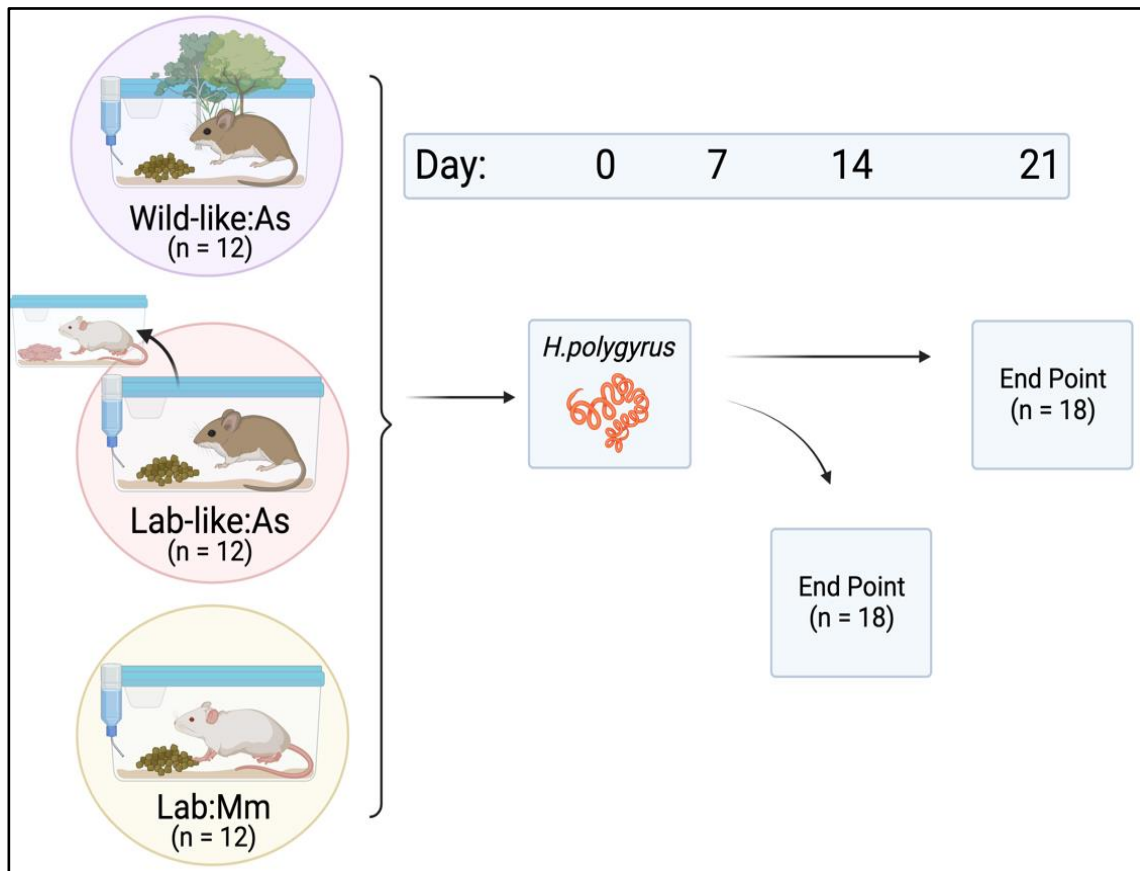 Wild-like:As
(n = 12)
Lab-like:As
(n = 12)
Lab:Mm
(n = 12)
Day: 0 7 14 21
H.polygyrus
End Point
(n = 18)
End Point
(n = 18)